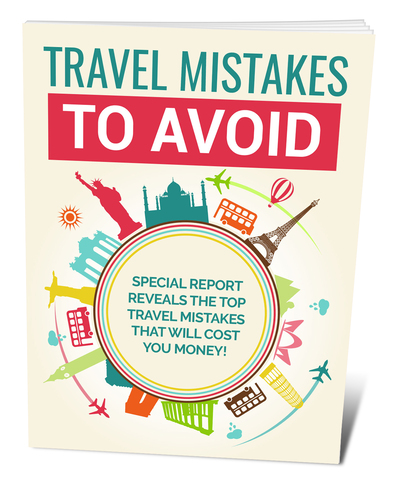 TRAVEL MISTAKES
TO AVOID
SPECIAL REPORT
REVEALS THE TOP
TRAVEL MISTAKES
THAT WILL COST
YOU MONEY!